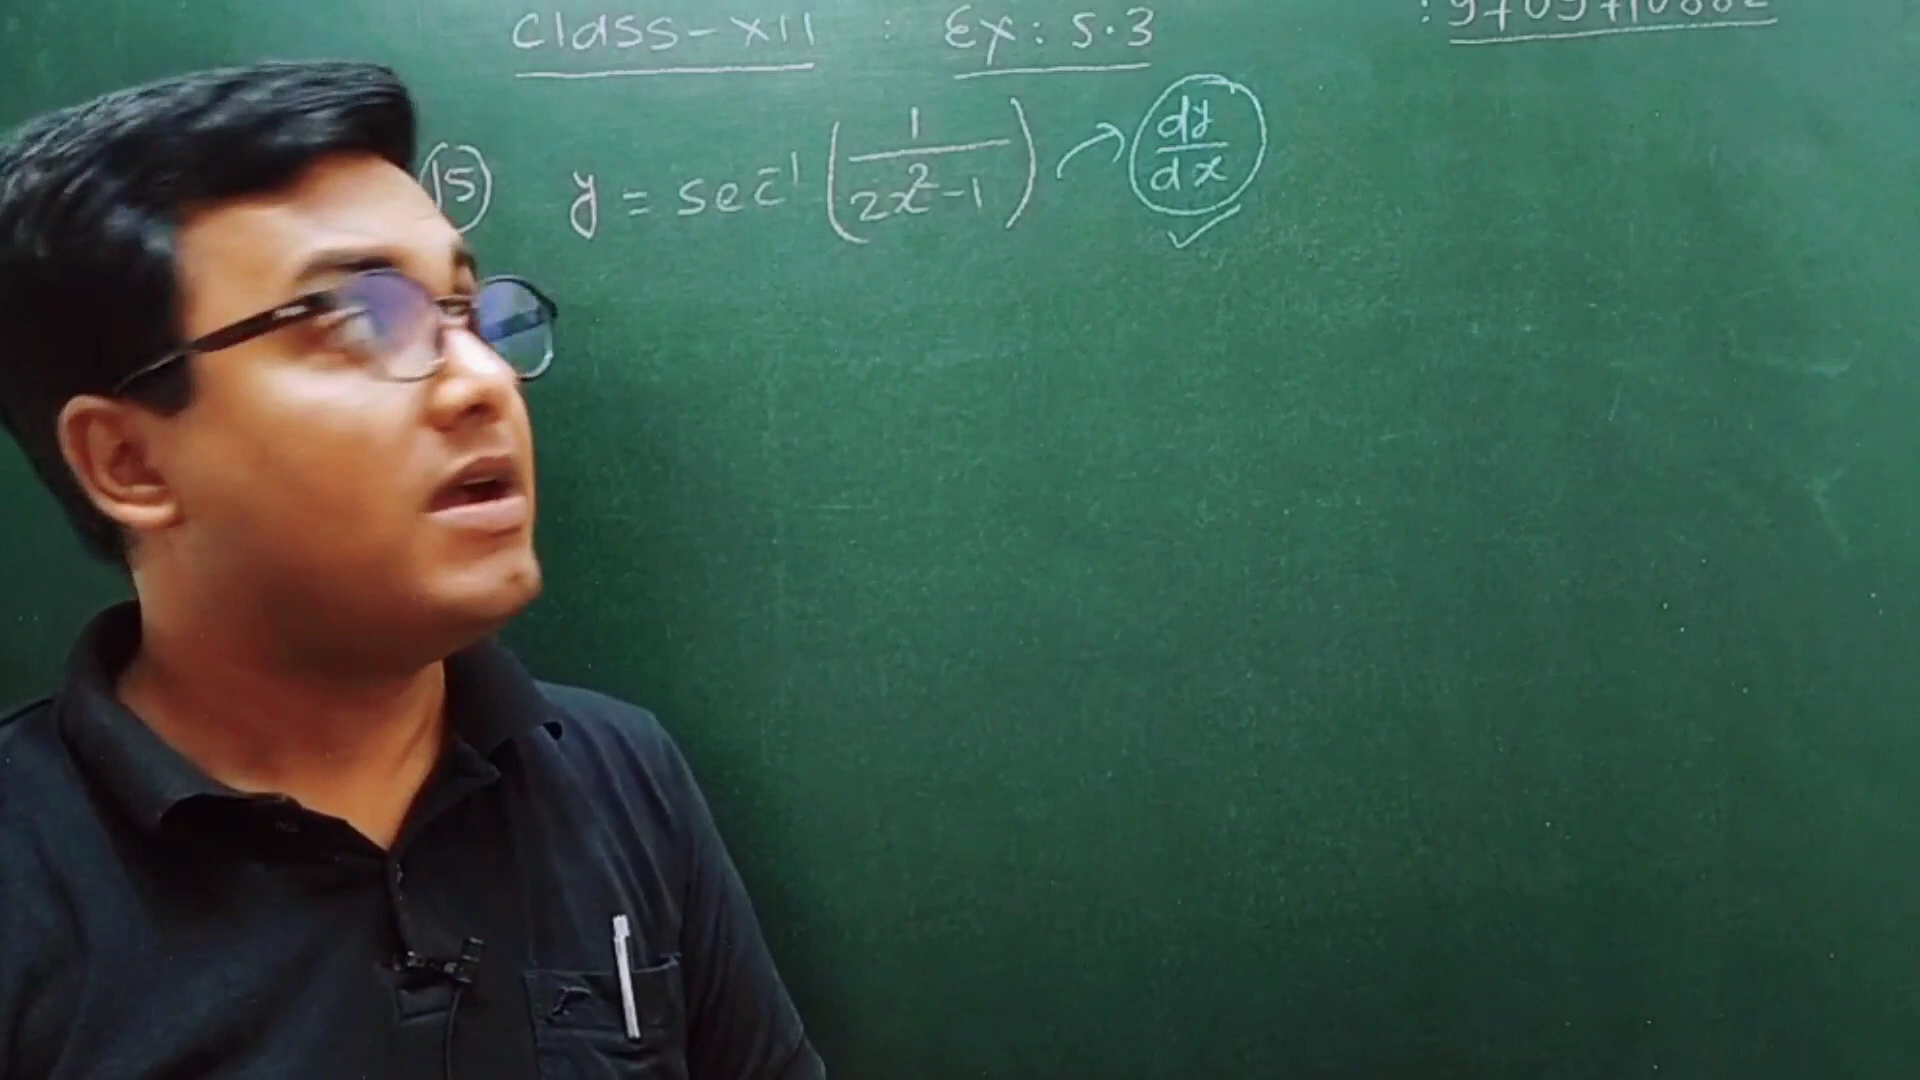 Class-XII : Ex: 5.3
(15) y = sec⁻¹ (1/(2x²-1)) → dy/dx ✓